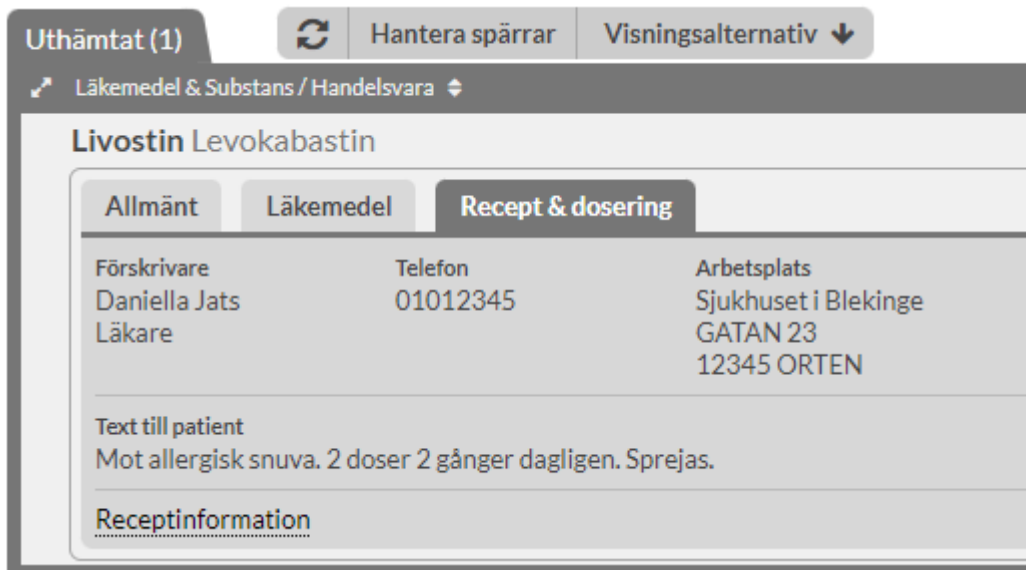 Uthämtat (1)
Hantera spärrar
Visningsalternativ
Läkemedel & Substans / Handelsvara
Livostin Levokabastin
Allmänt
Läkemedel
Recept & dosering
Förskrivare
Daniella Jats
Läkare
Telefon
01012345
Arbetsplats
Sjukhuset i Blekinge
GATAN 23
12345 ORTEN
Text till patient
Mot allergisk snuva. 2 doser 2 gånger dagligen. Sprejas.
Receptinformation